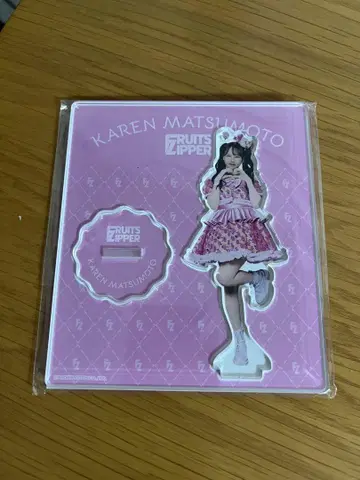 KAREN MATSUMOTO
FRUITS
ZIPPER
FRUITS
ZIPPER
KAREN MATSUMOTO